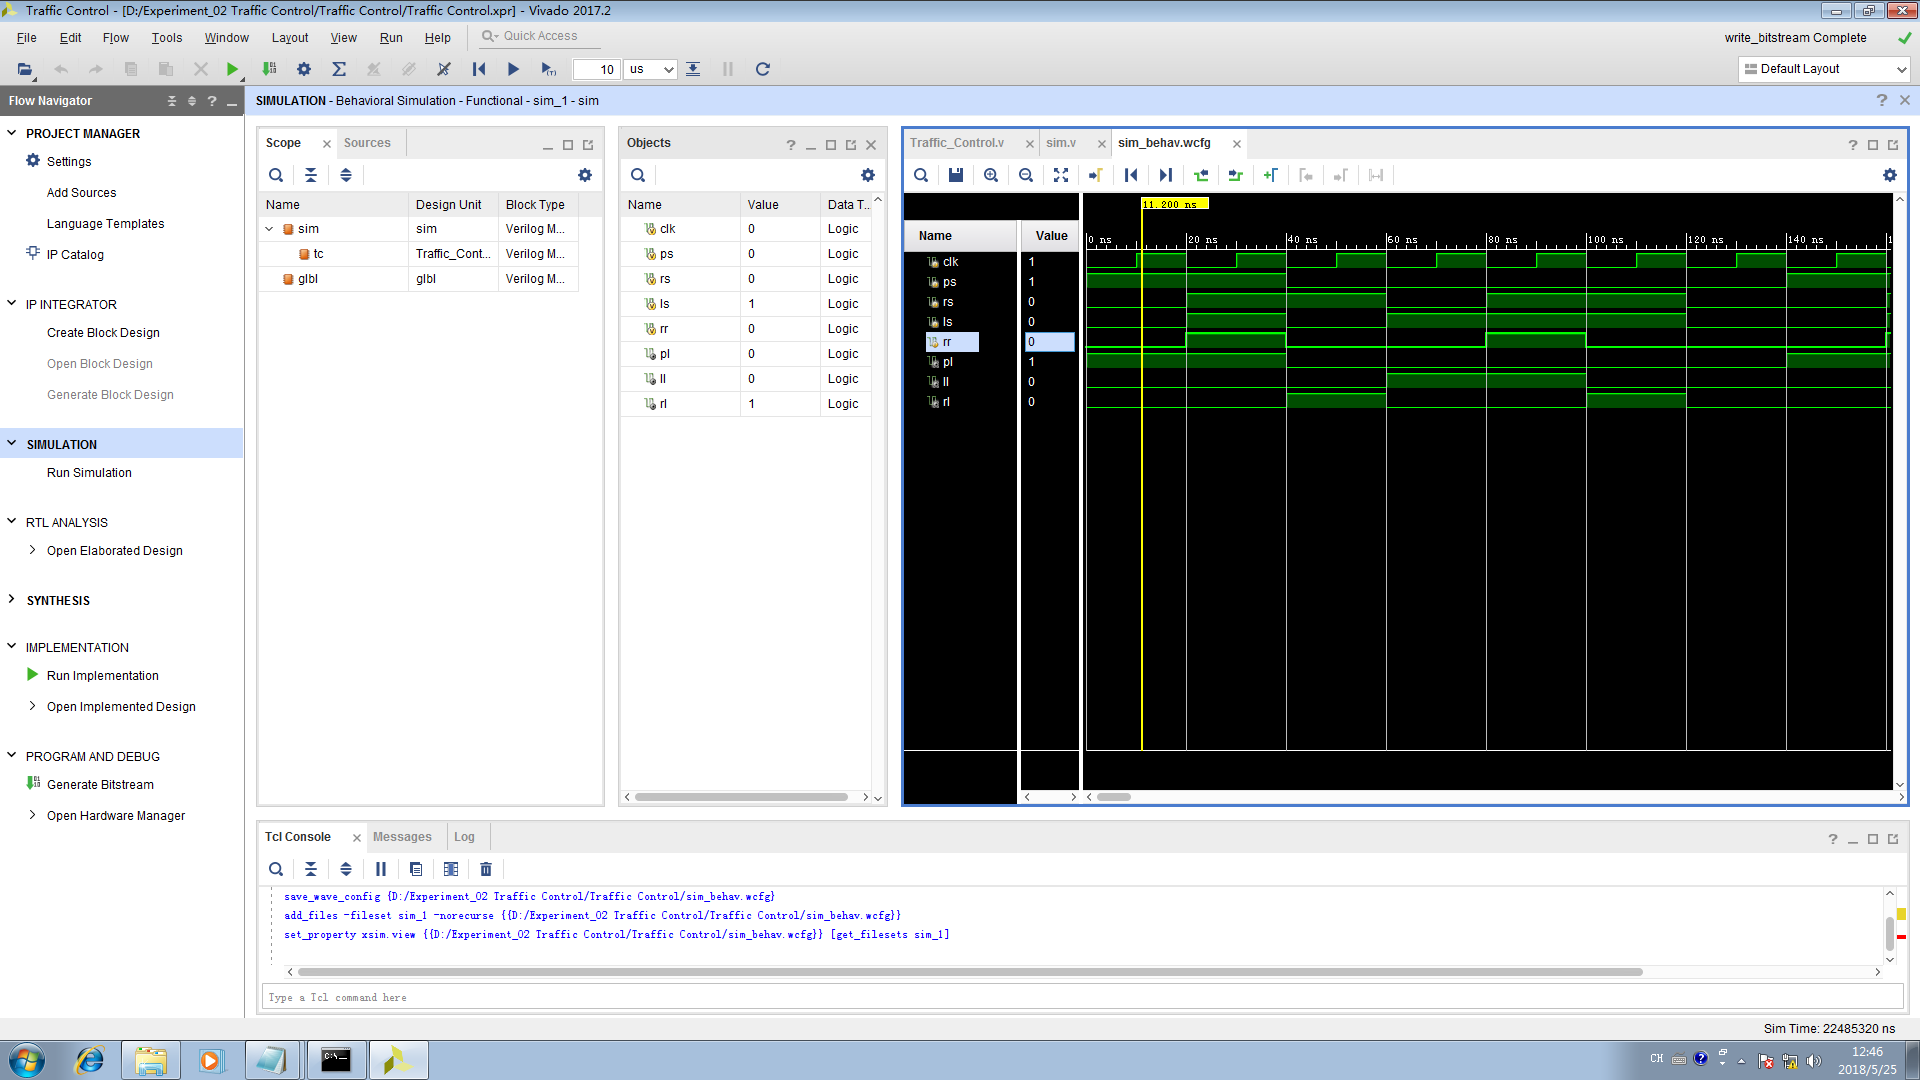 Traffic Control - [D:/Experiment_02 Traffic Control/Traffic Control/Traffic Control.xpr] - Vivado 2017.2
File Edit Flow Tools Window Layout View Run Help Quick Access
write_bitstream Complete
10 us
Default Layout
Flow Navigator
SIMULATION - Behavioral Simulation - Functional - sim_1 - sim
PROJECT MANAGER
Settings
Add Sources
Language Templates
IP Catalog
IP INTEGRATOR
Create Block Design
Open Block Design
Generate Block Design
SIMULATION
Run Simulation
RTL ANALYSIS
Open Elaborated Design
SYNTHESIS
IMPLEMENTATION
Run Implementation
Open Implemented Design
PROGRAM AND DEBUG
Generate Bitstream
Open Hardware Manager
Scope Sources
Name Design Unit Block Type
sim sim Verilog M...
tc Traffic_Cont... Verilog M...
glbl glbl Verilog M...
Objects
Name Value Data T...
clk 0 Logic
ps 0 Logic
rs 0 Logic
ls 1 Logic
rr 0 Logic
pl 0 Logic
ll 0 Logic
rl 1 Logic
Traffic_Control.v sim.v sim_behav.wcfg
11.200 ns
Name Value
0 ns 20 ns 40 ns 60 ns 80 ns 100 ns 120 ns 140 ns
clk 1
ps 1
rs 0
ls 0
rr 0
pl 1
ll 0
rl 0
Tcl Console Messages Log
save_wave_config {D:/Experiment_02 Traffic Control/Traffic Control/sim_behav.wcfg}
add_files -fileset sim_1 -norecurse {{D:/Experiment_02 Traffic Control/Traffic Control/sim_behav.wcfg}}
set_property xsim.view {{D:/Experiment_02 Traffic Control/Traffic Control/sim_behav.wcfg}} [get_filesets sim_1]
Type a Tcl command here
Sim Time: 22485320 ns
CH
12:46
2018/5/25